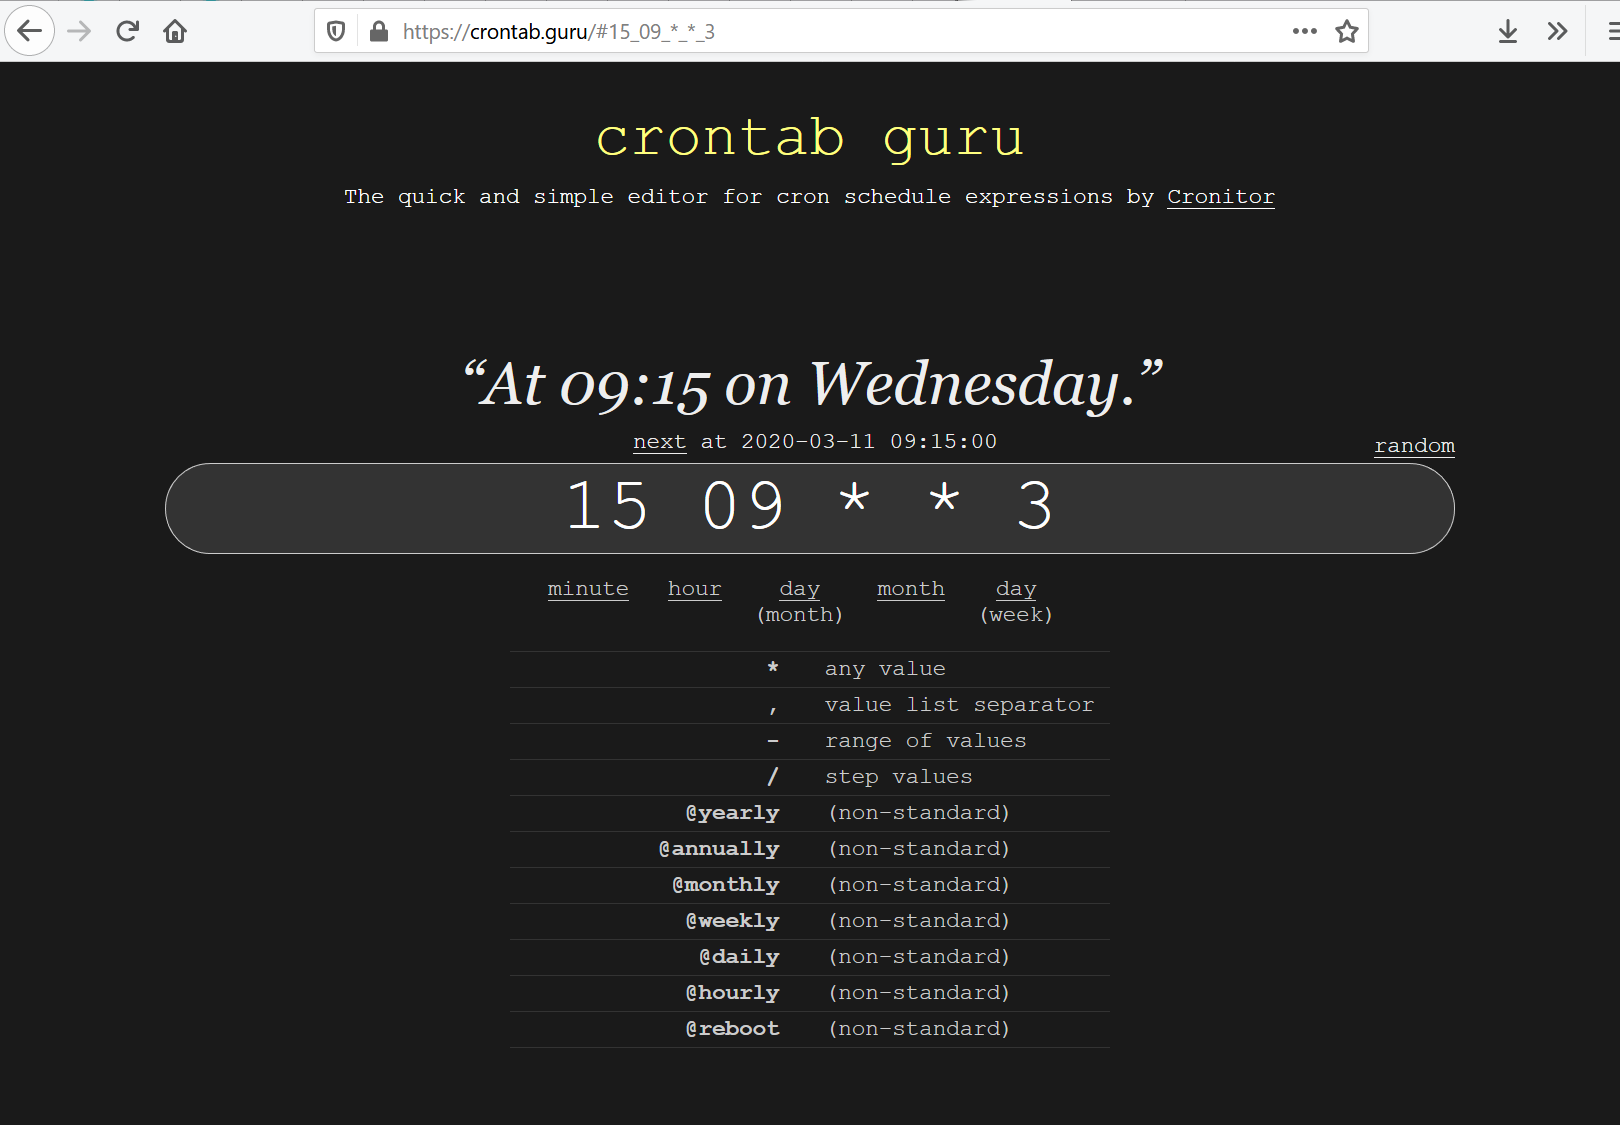 https://crontab.guru/#15_09_*_*_3
crontab guru
The quick and simple editor for cron schedule expressions by Cronitor
“At 09:15 on Wednesday.”
next at 2020-03-11 09:15:00
random
15 09 * * 3
minute hour day month day
(month) (week)
* any value
, value list separator
- range of values
/ step values
@yearly (non-standard)
@annually (non-standard)
@monthly (non-standard)
@weekly (non-standard)
@daily (non-standard)
@hourly (non-standard)
@reboot (non-standard)